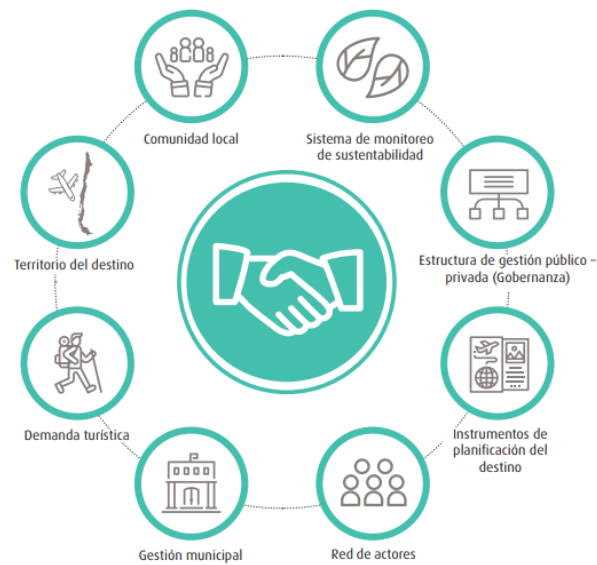 Comunidad local
Sistema de monitoreo
de sustentabilidad
Territorio del destino
Estructura de gestión público –
privada (Gobernanza)
Demanda turística
Instrumentos de
planificación del
destino
Gestión municipal
Red de actores